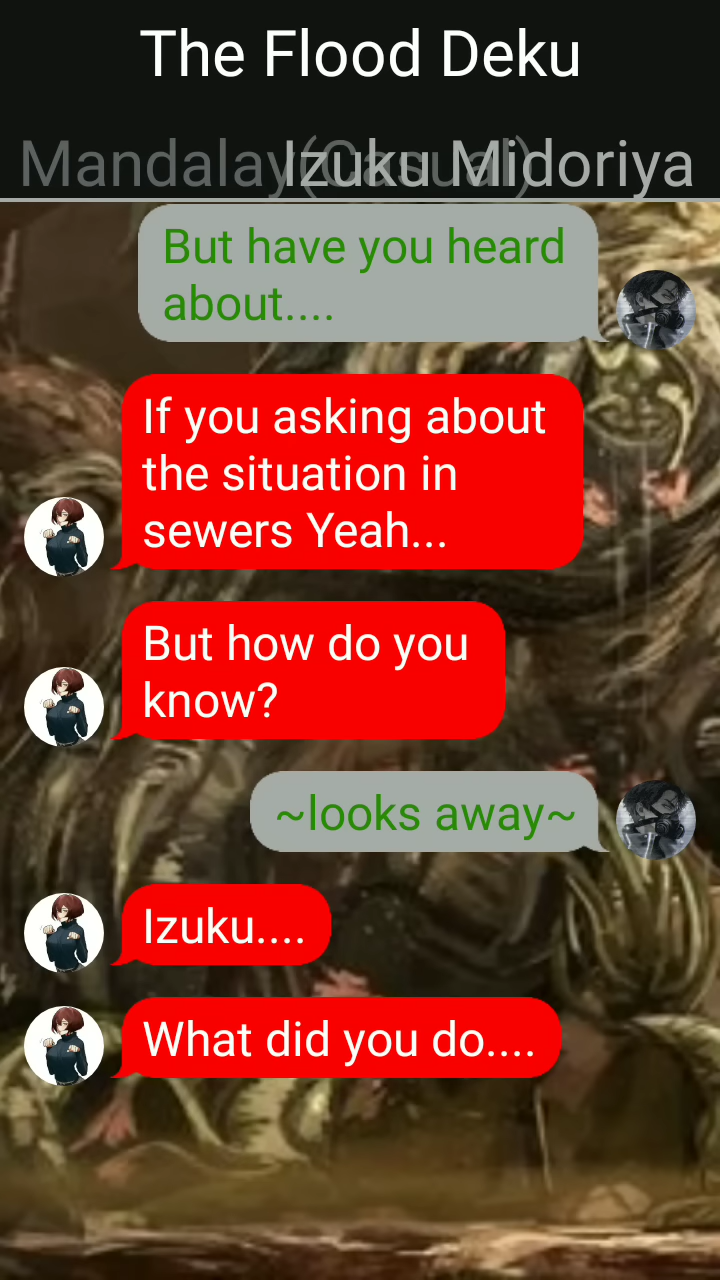 The Flood Deku
Mandalay(Casual) Izuku Midoriya
But have you heard
about....
If you asking about
the situation in
sewers Yeah...
But how do you
know?
~looks away~
Izuku....
What did you do....